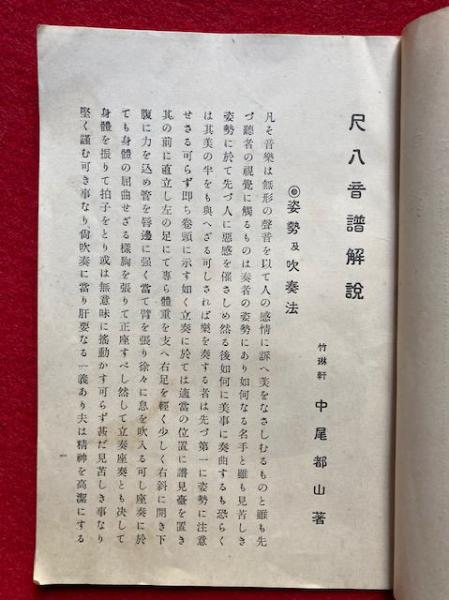 尺八音譜解說
竹琳軒 中尾都山著
◎姿勢及吹奏法
凡そ音樂は無形の聲音を以て人の感情に訴へ美をなさしむるものと雖も先
づ聽者の視覺に觸るものは奏者の姿勢にあり如何なる名手と雖も見苦しき
姿勢に於て先づ人に惡感を催さしめ然る後如何に美事に奏曲するも恐らく
は其美の半をも與へざる可しされば樂を奏する者は先づ第一に姿勢に注意
せざる可らず卽ち卷頭に示す如く立奏に於ては適當の位置に譜見臺を置き
其の前に直立し左の足にて專ら體重を支へ右足を輕く少しく右斜に開き下
腹に力を込め管を唇邊に强く當て臂を張り徐々に息を吹入る可し座奏に於
ても身體の屈曲せざる樣胸を張りて正座すべし然して立奏座奏とも決して
身體を振りて拍子をとり或は無意味に搖動かす可らず甚だ見苦しき事なり
堅く謹む可き事なり尙吹奏に當り肝要なる一義あり夫は精神を高潔にする